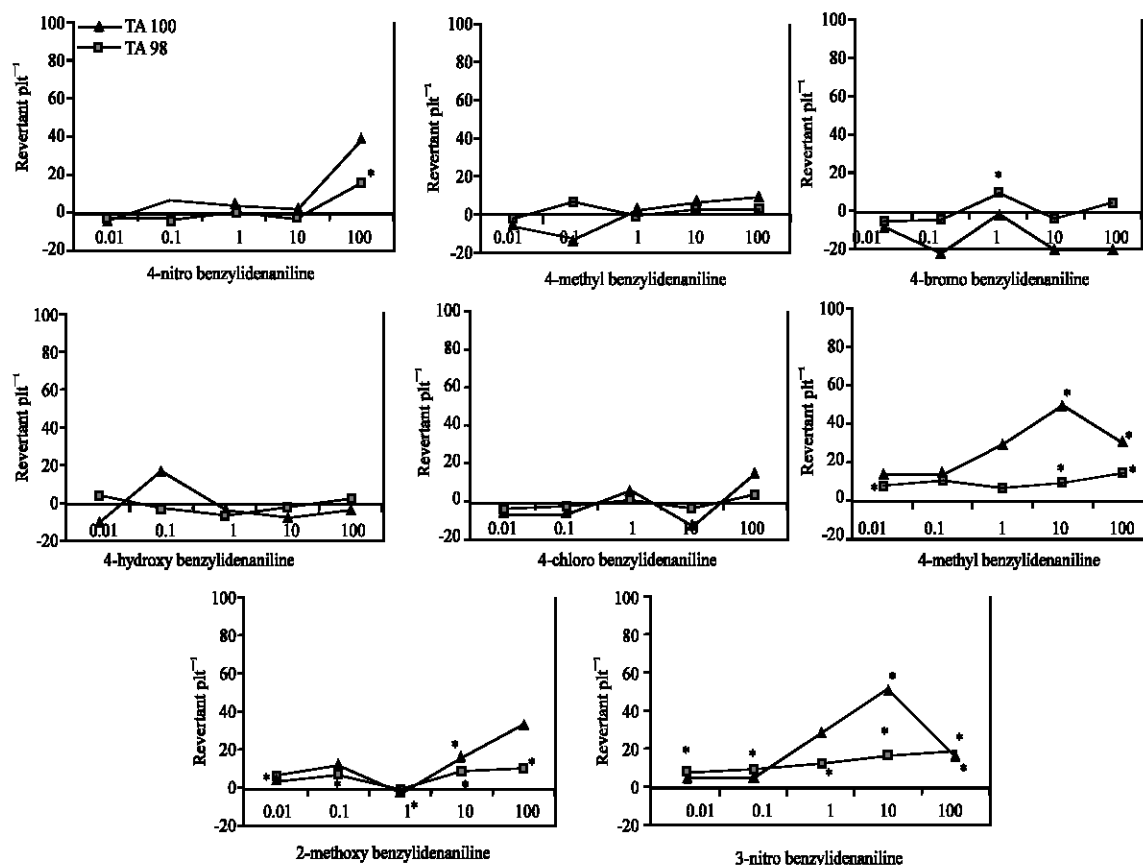 TA 100
TA 98
Revertant plt⁻¹
100
80
60
40
20
0
-20
0.01 0.1 1 10 100
4-nitro benzylidenaniline
Revertant plt⁻¹
100
80
60
40
20
0
-20
0.01 0.1 1 10 100
4-methyl benzylidenaniline
Revertant plt⁻¹
100
80
60
40
20
0
-20
0.01 0.1 1 10 100
4-bromo benzylidenaniline
Revertant plt⁻¹
100
80
60
40
20
0
-20
0.01 0.1 1 10 100
4-hydroxy benzylidenaniline
Revertant plt⁻¹
100
80
60
40
20
0
-20
0.01 0.1 1 10 100
4-chloro benzylidenaniline
Revertant plt⁻¹
100
80
60
40
20
0
-20
* * * * *
0.01 0.1 1 10 100
4-methyl benzylidenaniline
Revertant plt⁻¹
100
80
60
40
20
0
-20
* * * * * *
0.01 0.1 1 10 100
2-methoxy benzylidenaniline
Revertant plt⁻¹
100
80
60
40
20
0
-20
* * * * * * *
0.01 0.1 1 10 100
3-nitro benzylidenaniline